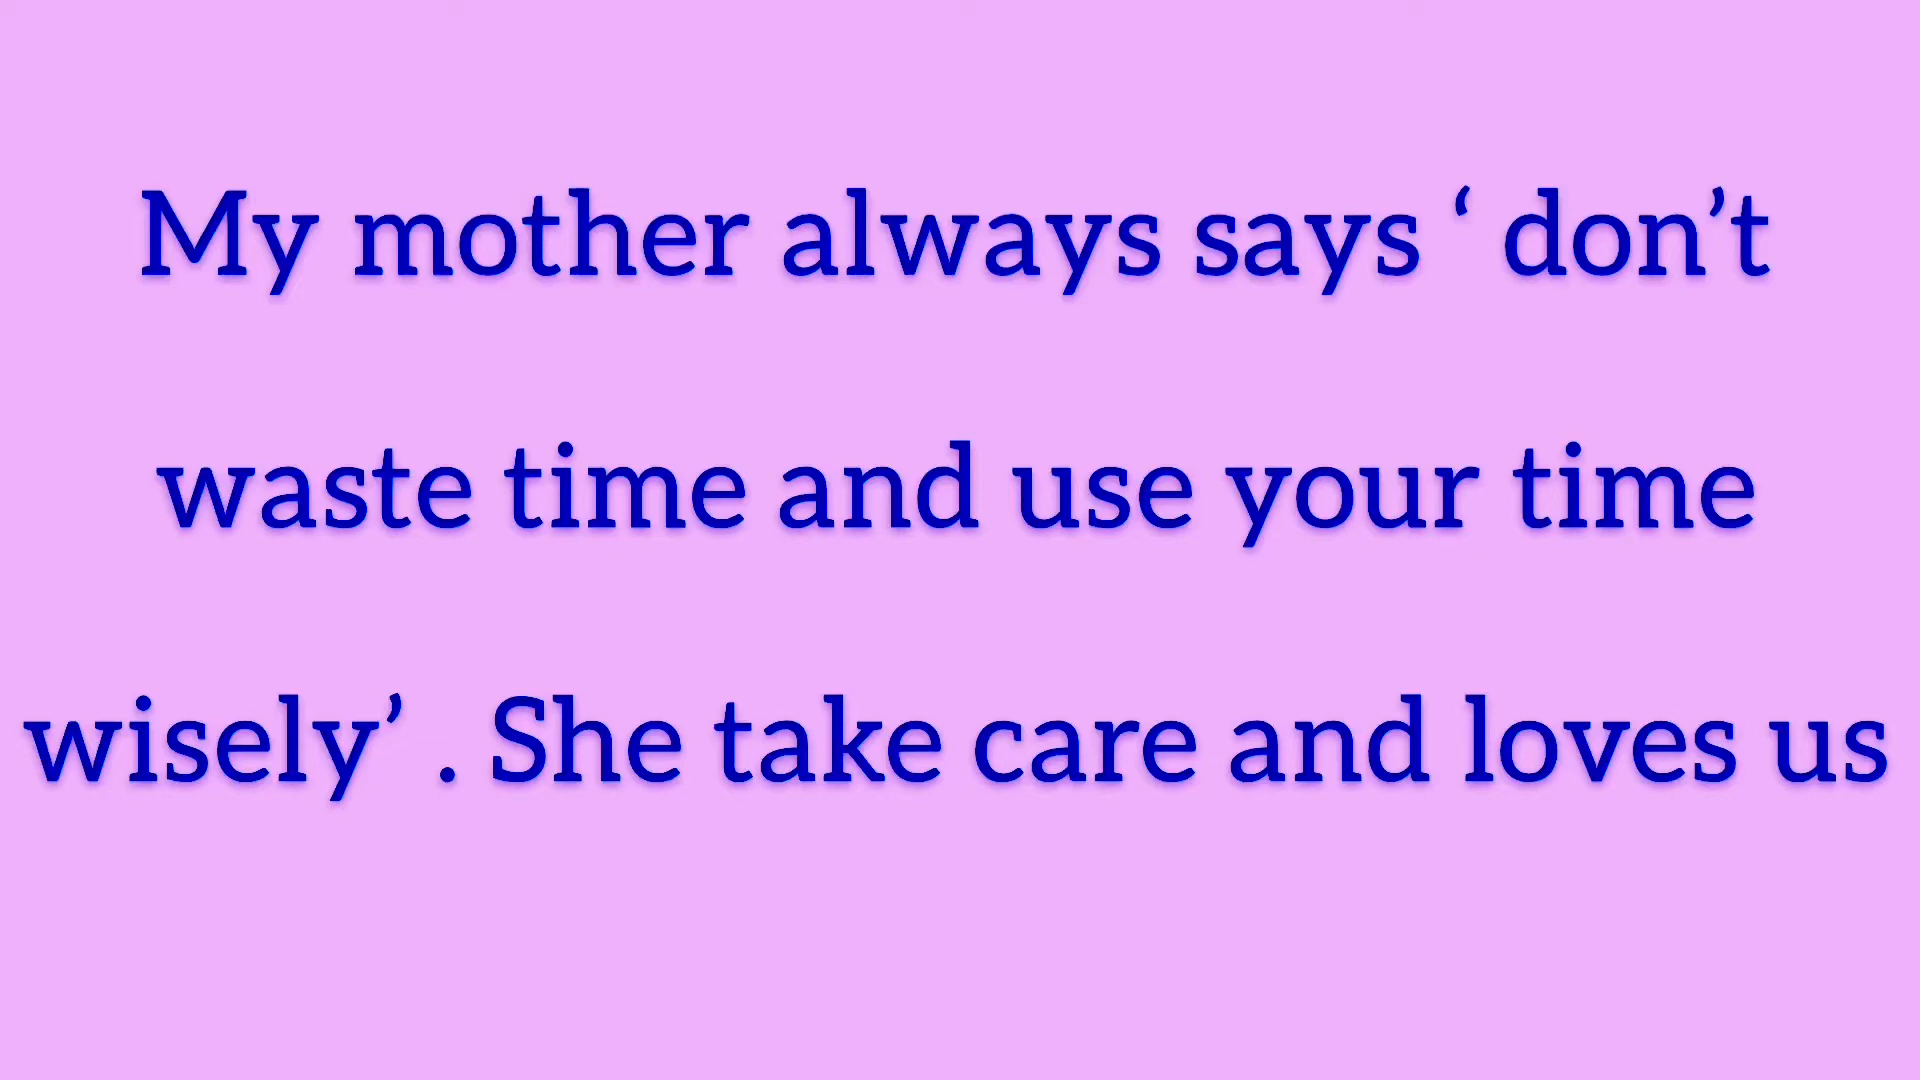 My mother always says ‘ don’t
waste time and use your time
wisely’ . She take care and loves us